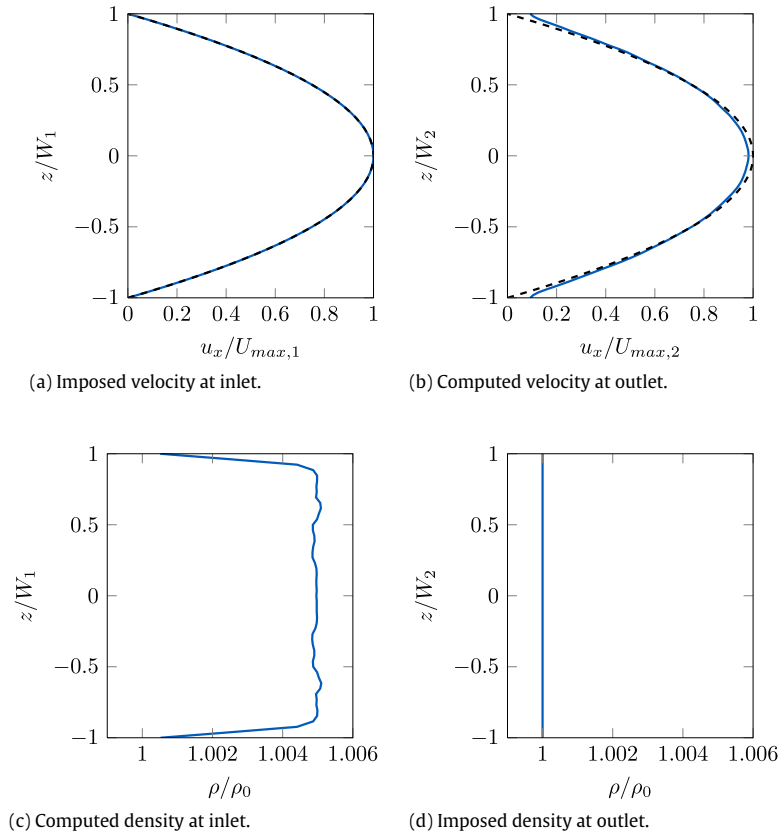 1
0.5
0
−0.5
−1
z/W₁
0 0.2 0.4 0.6 0.8 1
uₓ/Uₘₐₓ,₁
(a) Imposed velocity at inlet.
1
0.5
0
−0.5
−1
z/W₂
0 0.2 0.4 0.6 0.8 1
uₓ/Uₘₐₓ,₂
(b) Computed velocity at outlet.
1
0.5
0
−0.5
−1
z/W₁
1 1.002 1.004 1.006
ρ/ρ₀
(c) Computed density at inlet.
1
0.5
0
−0.5
−1
z/W₂
1 1.002 1.004 1.006
ρ/ρ₀
(d) Imposed density at outlet.